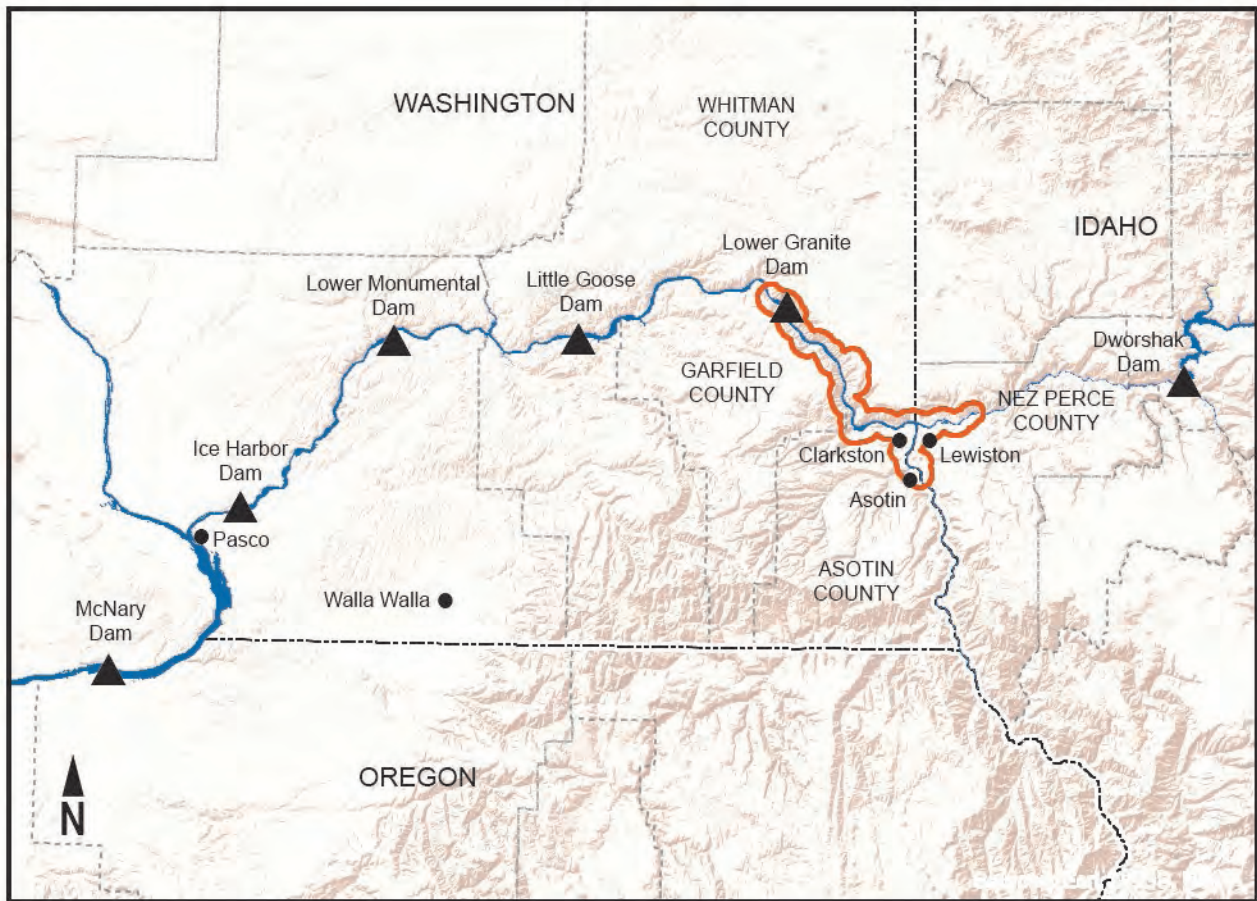 WASHINGTON
WHITMAN
COUNTY
IDAHO
Lower Granite
Dam
Lower Monumental
Dam
Little Goose
Dam
Dworshak
Dam
GARFIELD
COUNTY
NEZ PERCE
COUNTY
Ice Harbor
Dam
Clarkston
Lewiston
Asotin
Pasco
ASOTIN
COUNTY
Walla Walla
McNary
Dam
OREGON
N